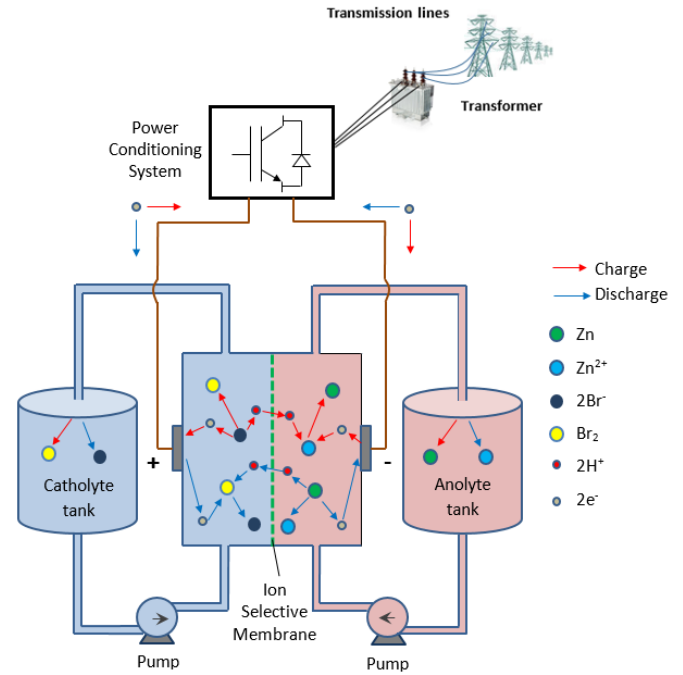 Transmission lines
Transformer
Power
Conditioning
System
Charge
Discharge
Zn
Zn²⁺
2Br⁻
Br₂
2H⁺
2e⁻
+
-
Catholyte
tank
Anolyte
tank
Ion
Selective
Membrane
Pump
Pump